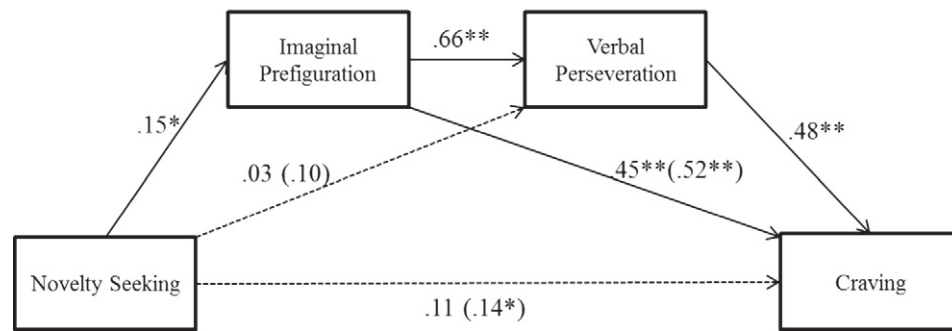 Imaginal
Prefiguration
.66**
Verbal
Perseveration
.15*
.03 (.10)
.45**(.52**)
.48**
Novelty Seeking
.11 (.14*)
Craving